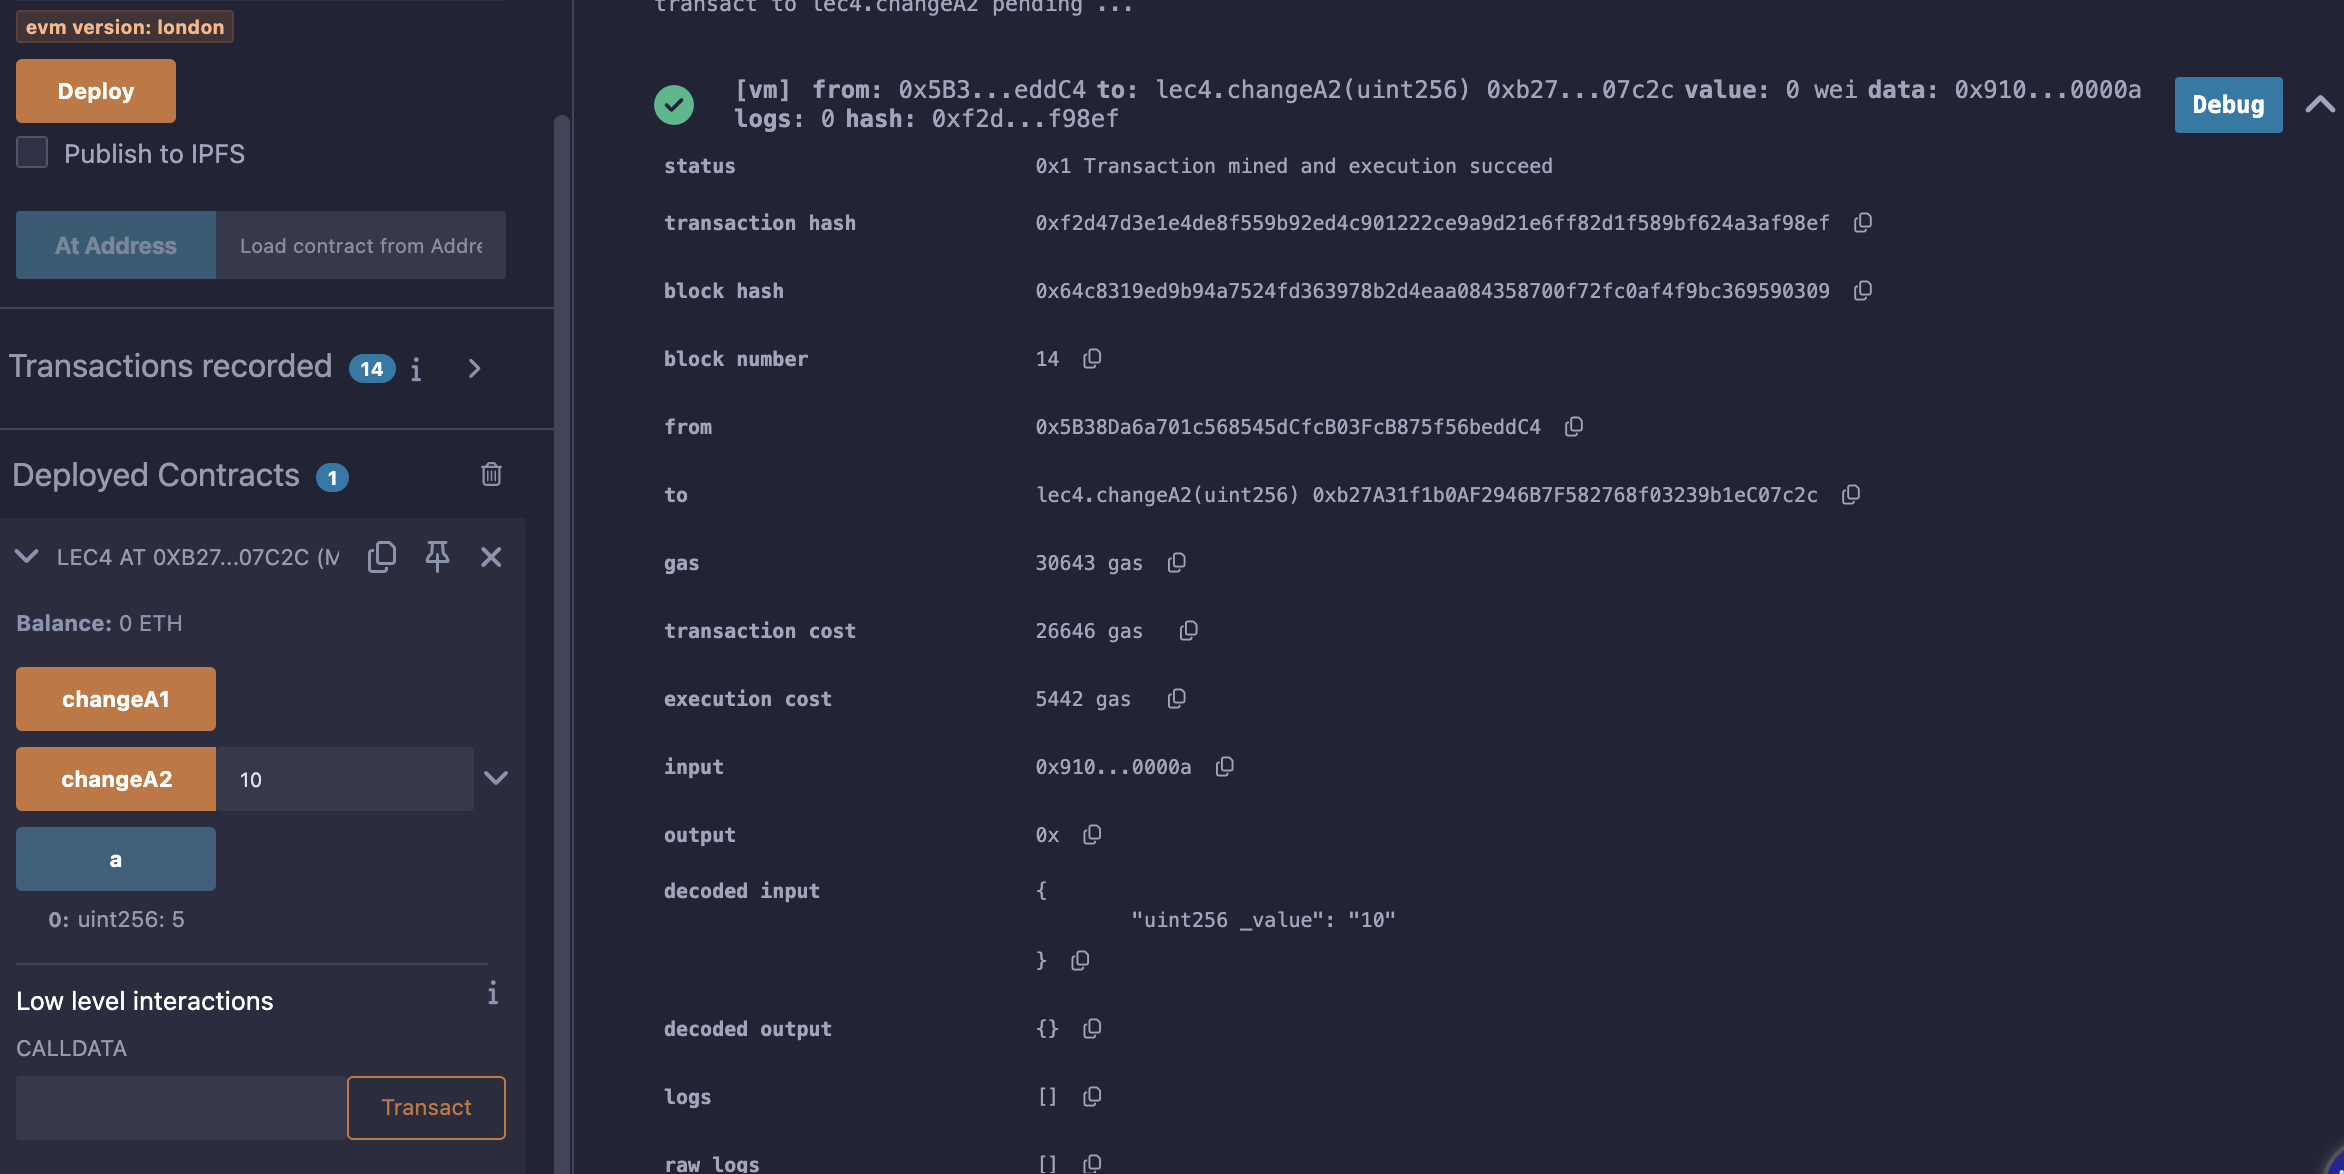 evm version: london
Deploy
Publish to IPFS
At Address
Load contract from Addre
Transactions recorded 14 i
Deployed Contracts 1
LEC4 AT 0XB27...07C2C (M
Balance: 0 ETH
changeA1
changeA2 10
a
0: uint256: 5
Low level interactions i
CALLDATA
Transact
transact to lec4.changeA2 pending ...
[vm] from: 0x5B3...eddC4 to: lec4.changeA2(uint256) 0xb27...07c2c value: 0 wei data: 0x910...0000a
logs: 0 hash: 0xf2d...f98ef
Debug
status 0x1 Transaction mined and execution succeed
transaction hash 0xf2d47d3e1e4de8f559b92ed4c901222ce9a9d21e6ff82d1f589bf624a3af98ef
block hash 0x64c8319ed9b94a7524fd363978b2d4eaa084358700f72fc0af4f9bc369590309
block number 14
from 0x5B38Da6a701c568545dCfcB03FcB875f56beddC4
to lec4.changeA2(uint256) 0xb27A31f1b0AF2946B7F582768f03239b1eC07c2c
gas 30643 gas
transaction cost 26646 gas
execution cost 5442 gas
input 0x910...0000a
output 0x
decoded input {
"uint256 _value": "10"
}
decoded output {}
logs []
raw logs []